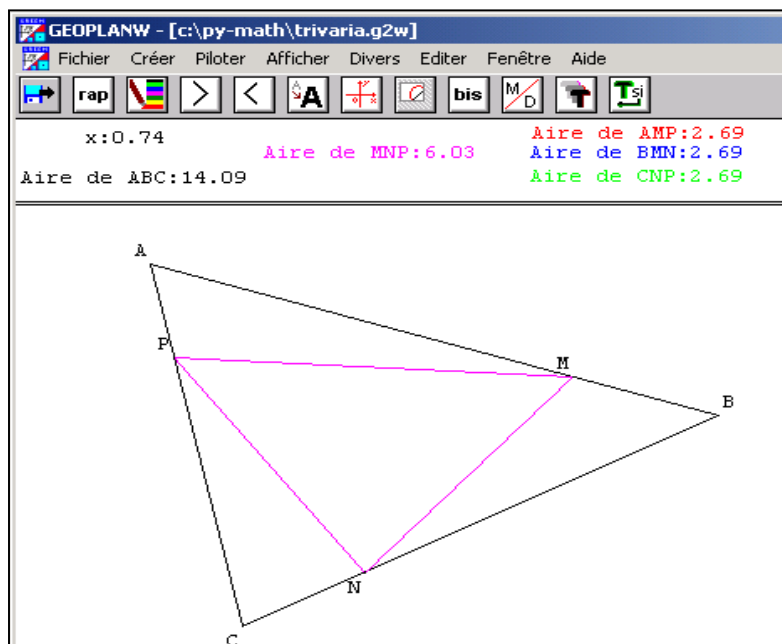 GEOPLANW - [c:\py-math\trivaria.g2w]
Fichier Créer Piloter Afficher Divers Editer Fenêtre Aide
rap > < A bis M/D Tsi
x:0.74
Aire de MNP:6.03
Aire de ABC:14.09
Aire de AMP:2.69
Aire de BMN:2.69
Aire de CNP:2.69
A
P
M
B
N
C